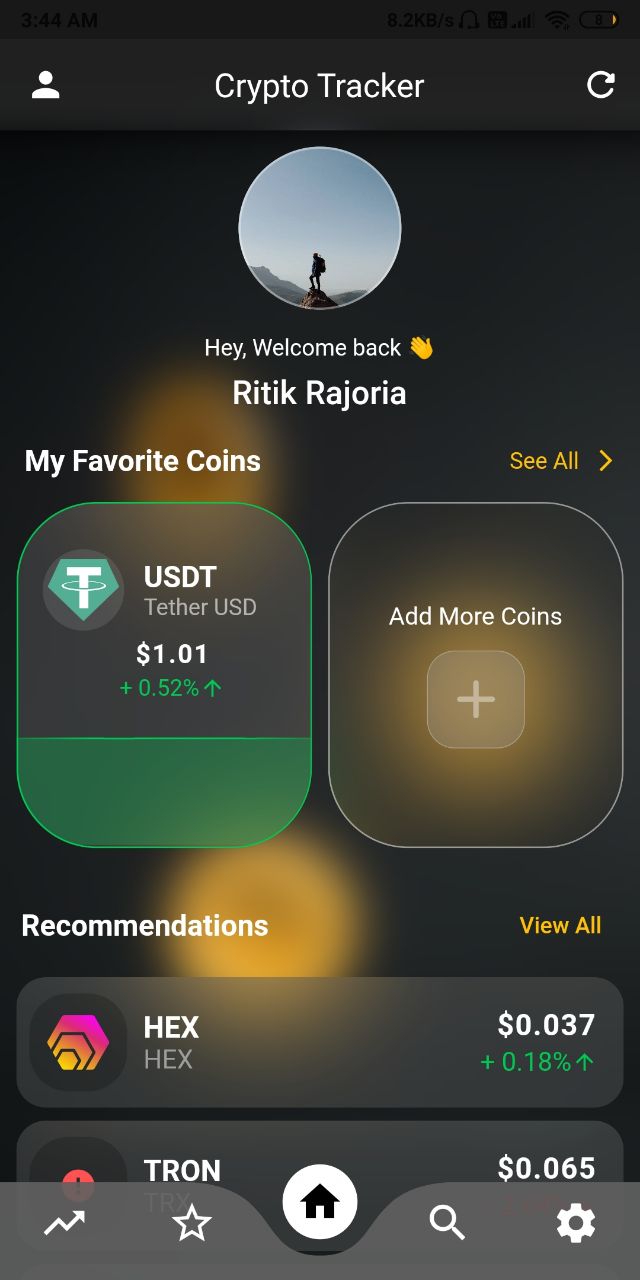 3:44 AM 8.2KB/s Vo LTE 8
Crypto Tracker
Hey, Welcome back 👋
Ritik Rajoria
My Favorite Coins See All
USDT
Tether USD
$1.01
+ 0.52%
Add More Coins
Recommendations View All
HEX $0.037
HEX + 0.18%
TRON $0.065
TRX